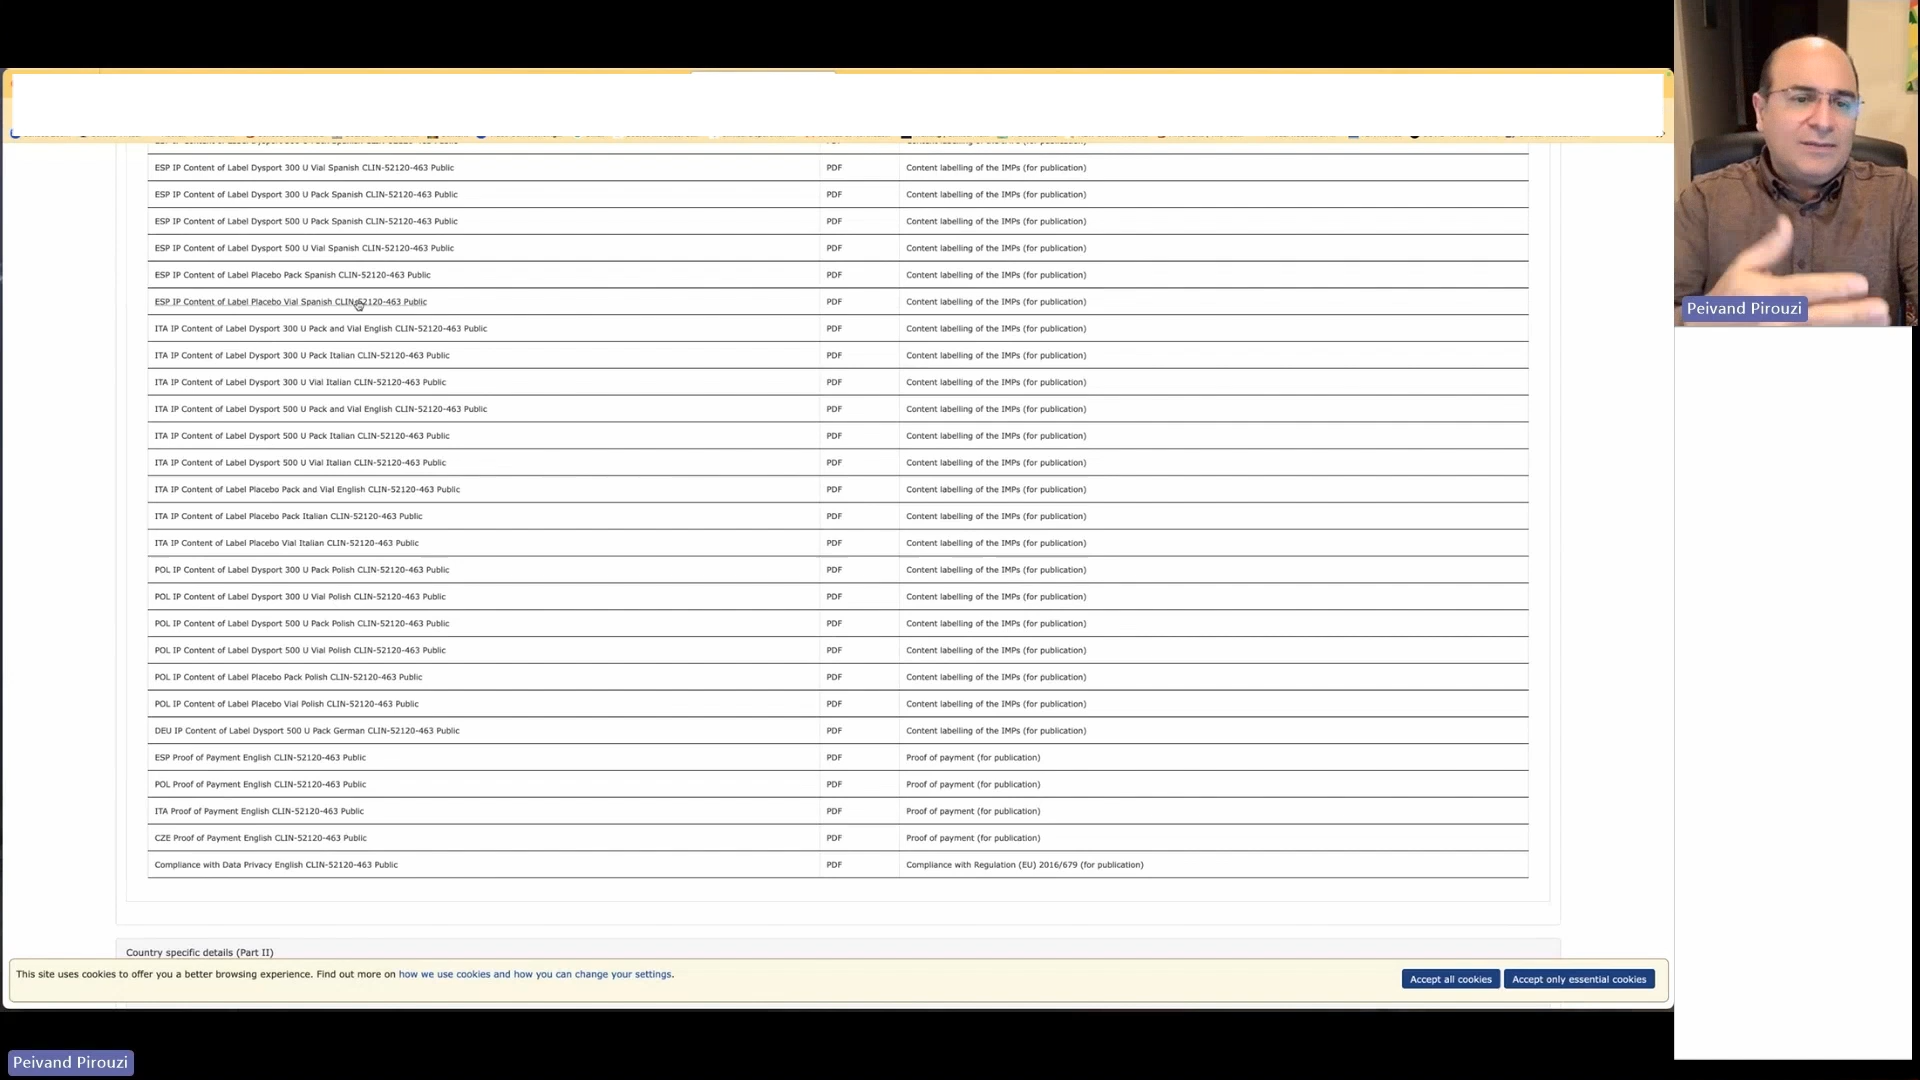 ESP IP Content of Label Dysport 300 U Vial Spanish CLIN-52120-463 Public PDF Content labelling of the IMPs (for publication)
ESP IP Content of Label Dysport 300 U Pack Spanish CLIN-52120-463 Public PDF Content labelling of the IMPs (for publication)
ESP IP Content of Label Dysport 500 U Pack Spanish CLIN-52120-463 Public PDF Content labelling of the IMPs (for publication)
ESP IP Content of Label Dysport 500 U Vial Spanish CLIN-52120-463 Public PDF Content labelling of the IMPs (for publication)
ESP IP Content of Label Placebo Pack Spanish CLIN-52120-463 Public PDF Content labelling of the IMPs (for publication)
ESP IP Content of Label Placebo Vial Spanish CLIN-52120-463 Public PDF Content labelling of the IMPs (for publication)
ITA IP Content of Label Dysport 300 U Pack and Vial English CLIN-52120-463 Public PDF Content labelling of the IMPs (for publication)
ITA IP Content of Label Dysport 300 U Pack Italian CLIN-52120-463 Public PDF Content labelling of the IMPs (for publication)
ITA IP Content of Label Dysport 300 U Vial Italian CLIN-52120-463 Public PDF Content labelling of the IMPs (for publication)
ITA IP Content of Label Dysport 500 U Pack and Vial English CLIN-52120-463 Public PDF Content labelling of the IMPs (for publication)
ITA IP Content of Label Dysport 500 U Pack Italian CLIN-52120-463 Public PDF Content labelling of the IMPs (for publication)
ITA IP Content of Label Dysport 500 U Vial Italian CLIN-52120-463 Public PDF Content labelling of the IMPs (for publication)
ITA IP Content of Label Placebo Pack and Vial English CLIN-52120-463 Public PDF Content labelling of the IMPs (for publication)
ITA IP Content of Label Placebo Pack Italian CLIN-52120-463 Public PDF Content labelling of the IMPs (for publication)
ITA IP Content of Label Placebo Vial Italian CLIN-52120-463 Public PDF Content labelling of the IMPs (for publication)
POL IP Content of Label Dysport 300 U Pack Polish CLIN-52120-463 Public PDF Content labelling of the IMPs (for publication)
POL IP Content of Label Dysport 300 U Vial Polish CLIN-52120-463 Public PDF Content labelling of the IMPs (for publication)
POL IP Content of Label Dysport 500 U Pack Polish CLIN-52120-463 Public PDF Content labelling of the IMPs (for publication)
POL IP Content of Label Dysport 500 U Vial Polish CLIN-52120-463 Public PDF Content labelling of the IMPs (for publication)
POL IP Content of Label Placebo Pack Polish CLIN-52120-463 Public PDF Content labelling of the IMPs (for publication)
POL IP Content of Label Placebo Vial Polish CLIN-52120-463 Public PDF Content labelling of the IMPs (for publication)
DEU IP Content of Label Dysport 500 U Pack German CLIN-52120-463 Public PDF Content labelling of the IMPs (for publication)
ESP Proof of Payment English CLIN-52120-463 Public PDF Proof of payment (for publication)
POL Proof of Payment English CLIN-52120-463 Public PDF Proof of payment (for publication)
ITA Proof of Payment English CLIN-52120-463 Public PDF Proof of payment (for publication)
CZE Proof of Payment English CLIN-52120-463 Public PDF Proof of payment (for publication)
Compliance with Data Privacy English CLIN-52120-463 Public PDF Compliance with Regulation (EU) 2016/679 (for publication)
Country specific details (Part II)
This site uses cookies to offer you a better browsing experience. Find out more on how we use cookies and how you can change your settings.
Accept all cookies Accept only essential cookies
Peivand Pirouzi
Peivand Pirouzi